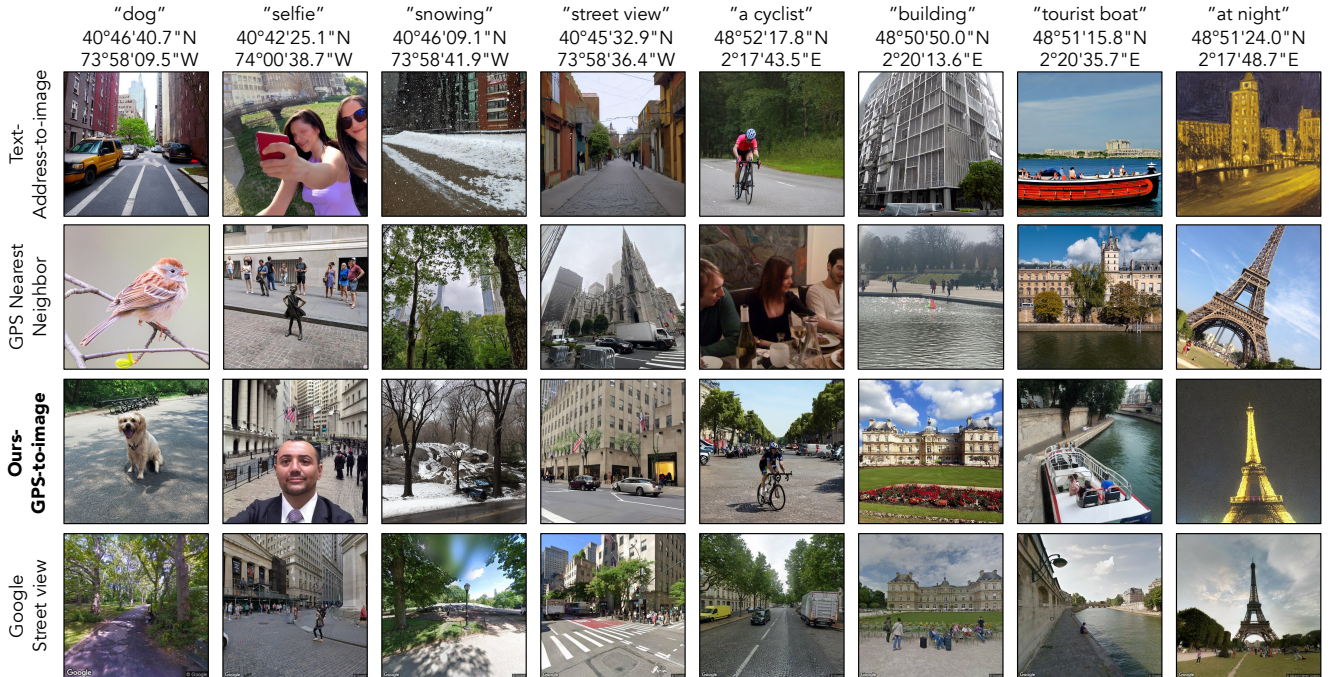 "dog"
40°46'40.7"N
73°58'09.5"W
"selfie"
40°42'25.1"N
74°00'38.7"W
"snowing"
40°46'09.1"N
73°58'41.9"W
"street view"
40°45'32.9"N
73°58'36.4"W
"a cyclist"
48°52'17.8"N
2°17'43.5"E
"building"
48°50'50.0"N
2°20'13.6"E
"tourist boat"
48°51'15.8"N
2°20'35.7"E
"at night"
48°51'24.0"N
2°17'48.7"E
Text-
Address-to-image
GPS Nearest
Neighbor
Ours-
GPS-to-image
Google
Street view
Google